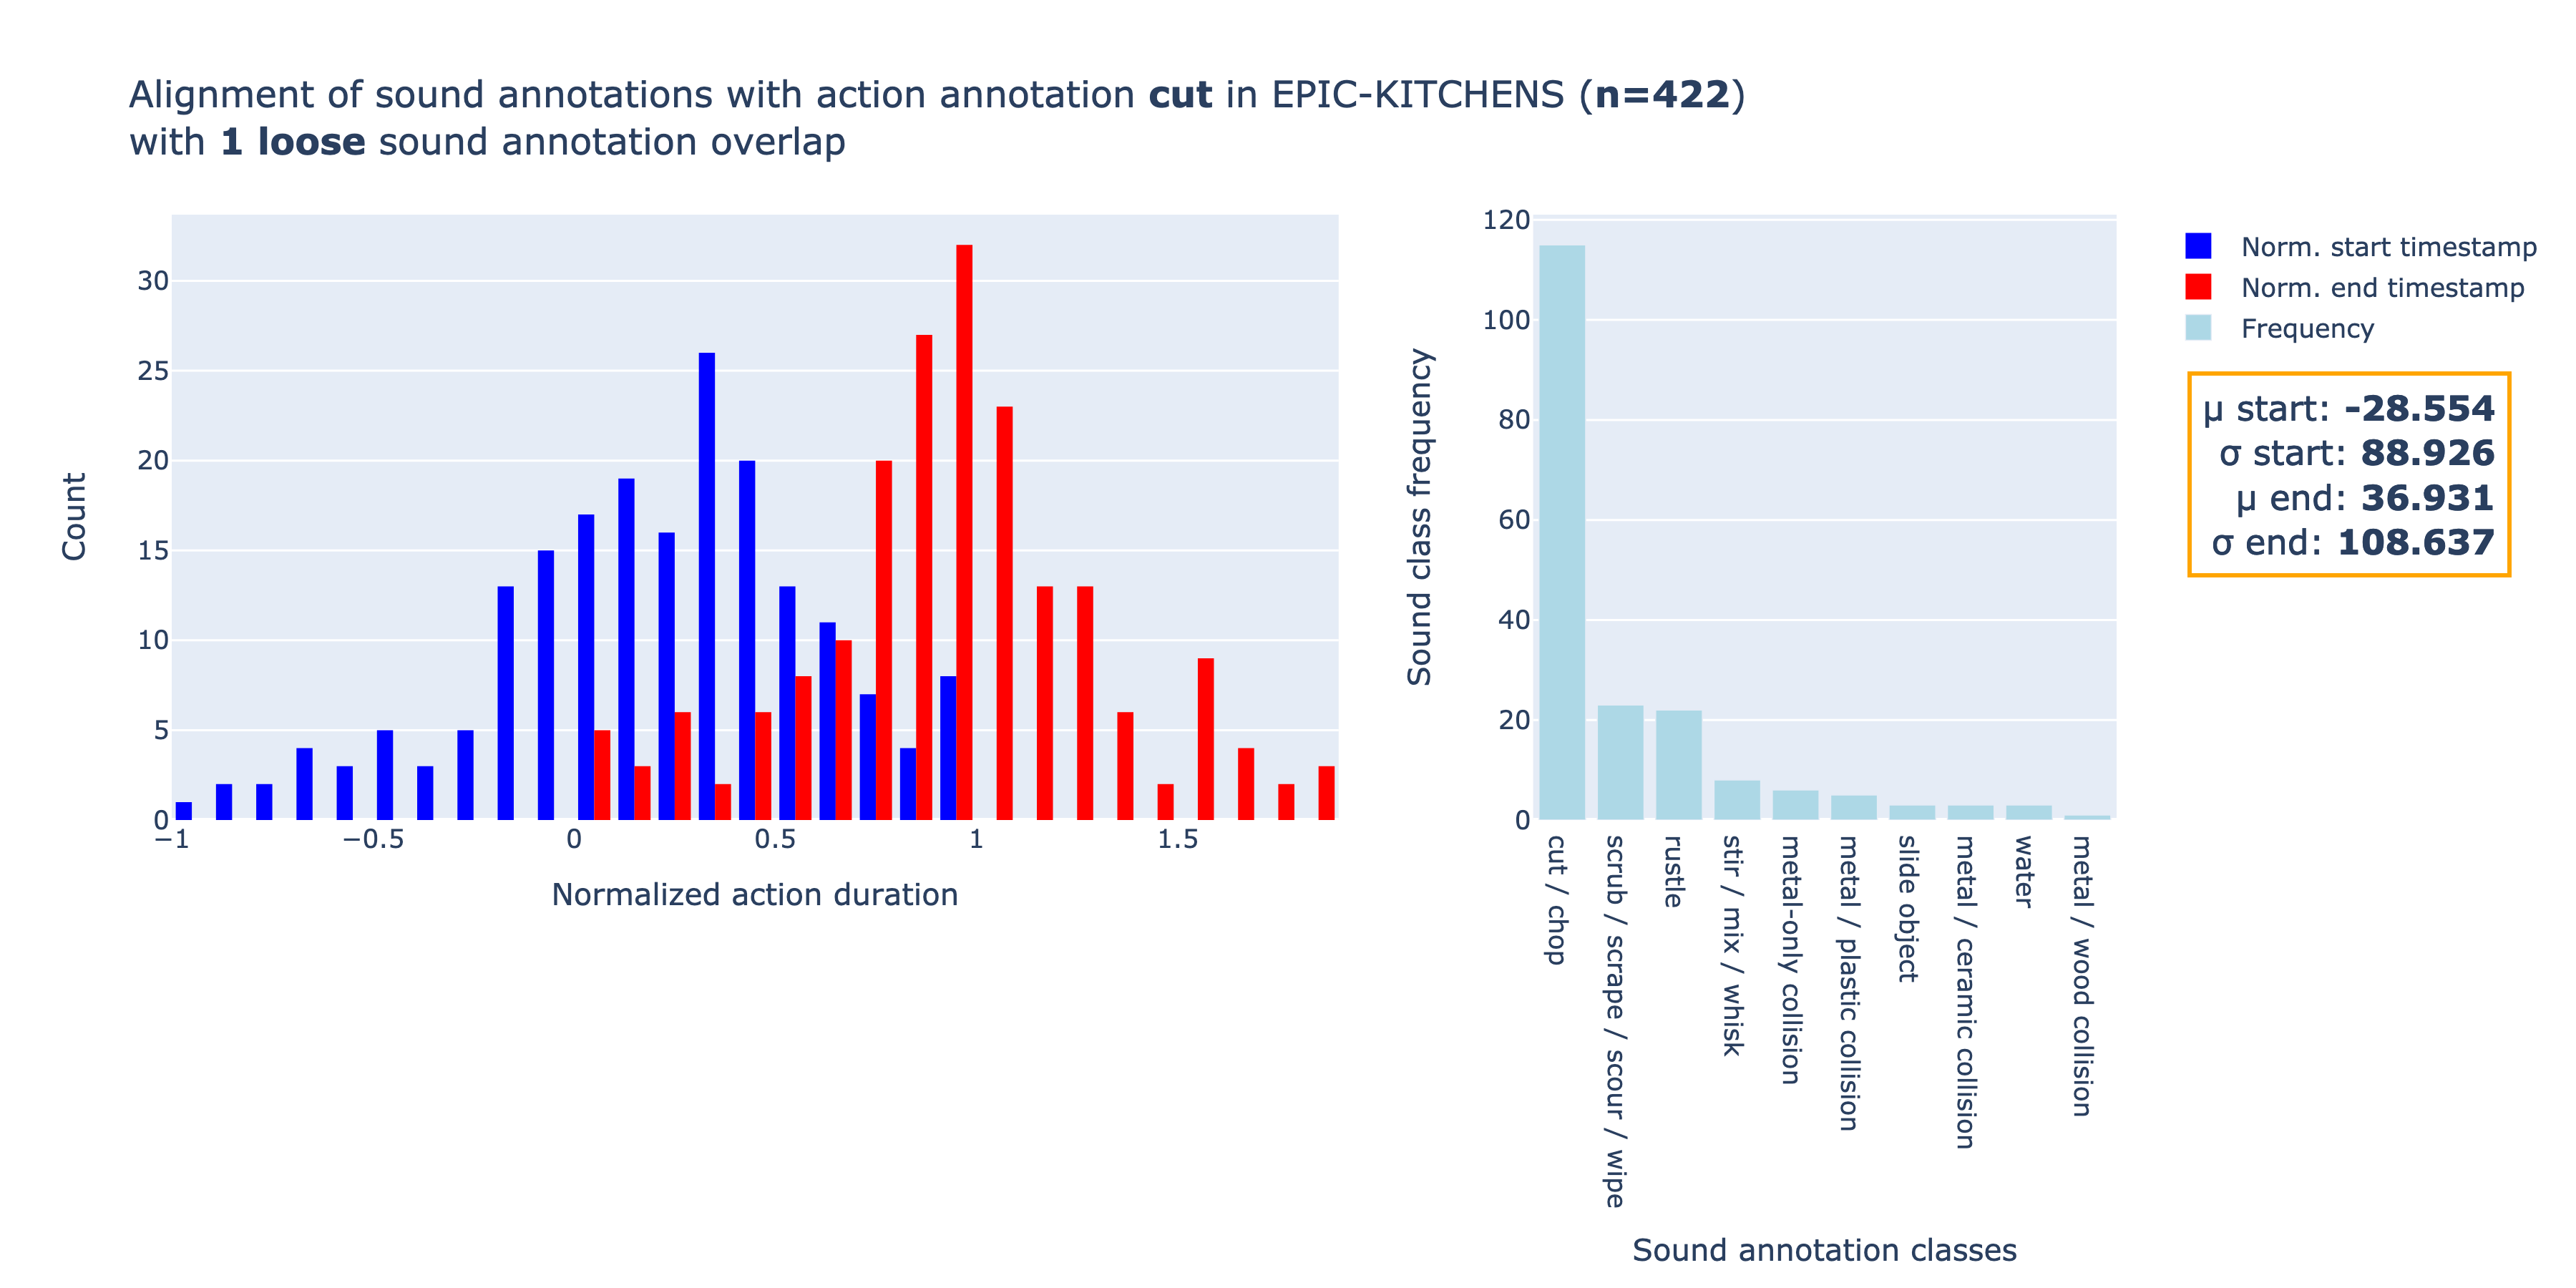 Alignment of sound annotations with action annotation cut in EPIC-KITCHENS (n=422)
with 1 loose sound annotation overlap
Count
30
25
20
15
10
5
0
−1
−0.5
0
0.5
1
1.5
Normalized action duration
Sound class frequency
120
100
80
60
40
20
0
cut / chop
scrub / scrape / scour / wipe
rustle
stir / mix / whisk
metal-only collision
metal / plastic collision
slide object
metal / ceramic collision
water
metal / wood collision
Sound annotation classes
Norm. start timestamp
Norm. end timestamp
Frequency
μ start: -28.554
σ start: 88.926
μ end: 36.931
σ end: 108.637